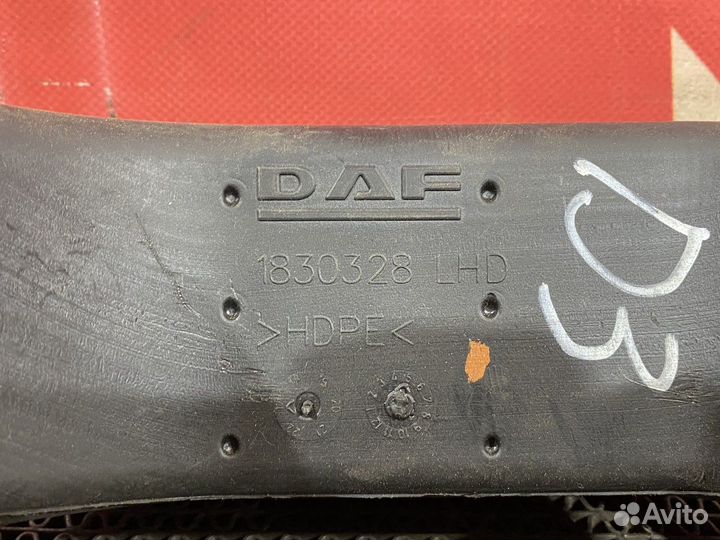 DAF
1830328 LHD
>HDPE<
D3
Avito